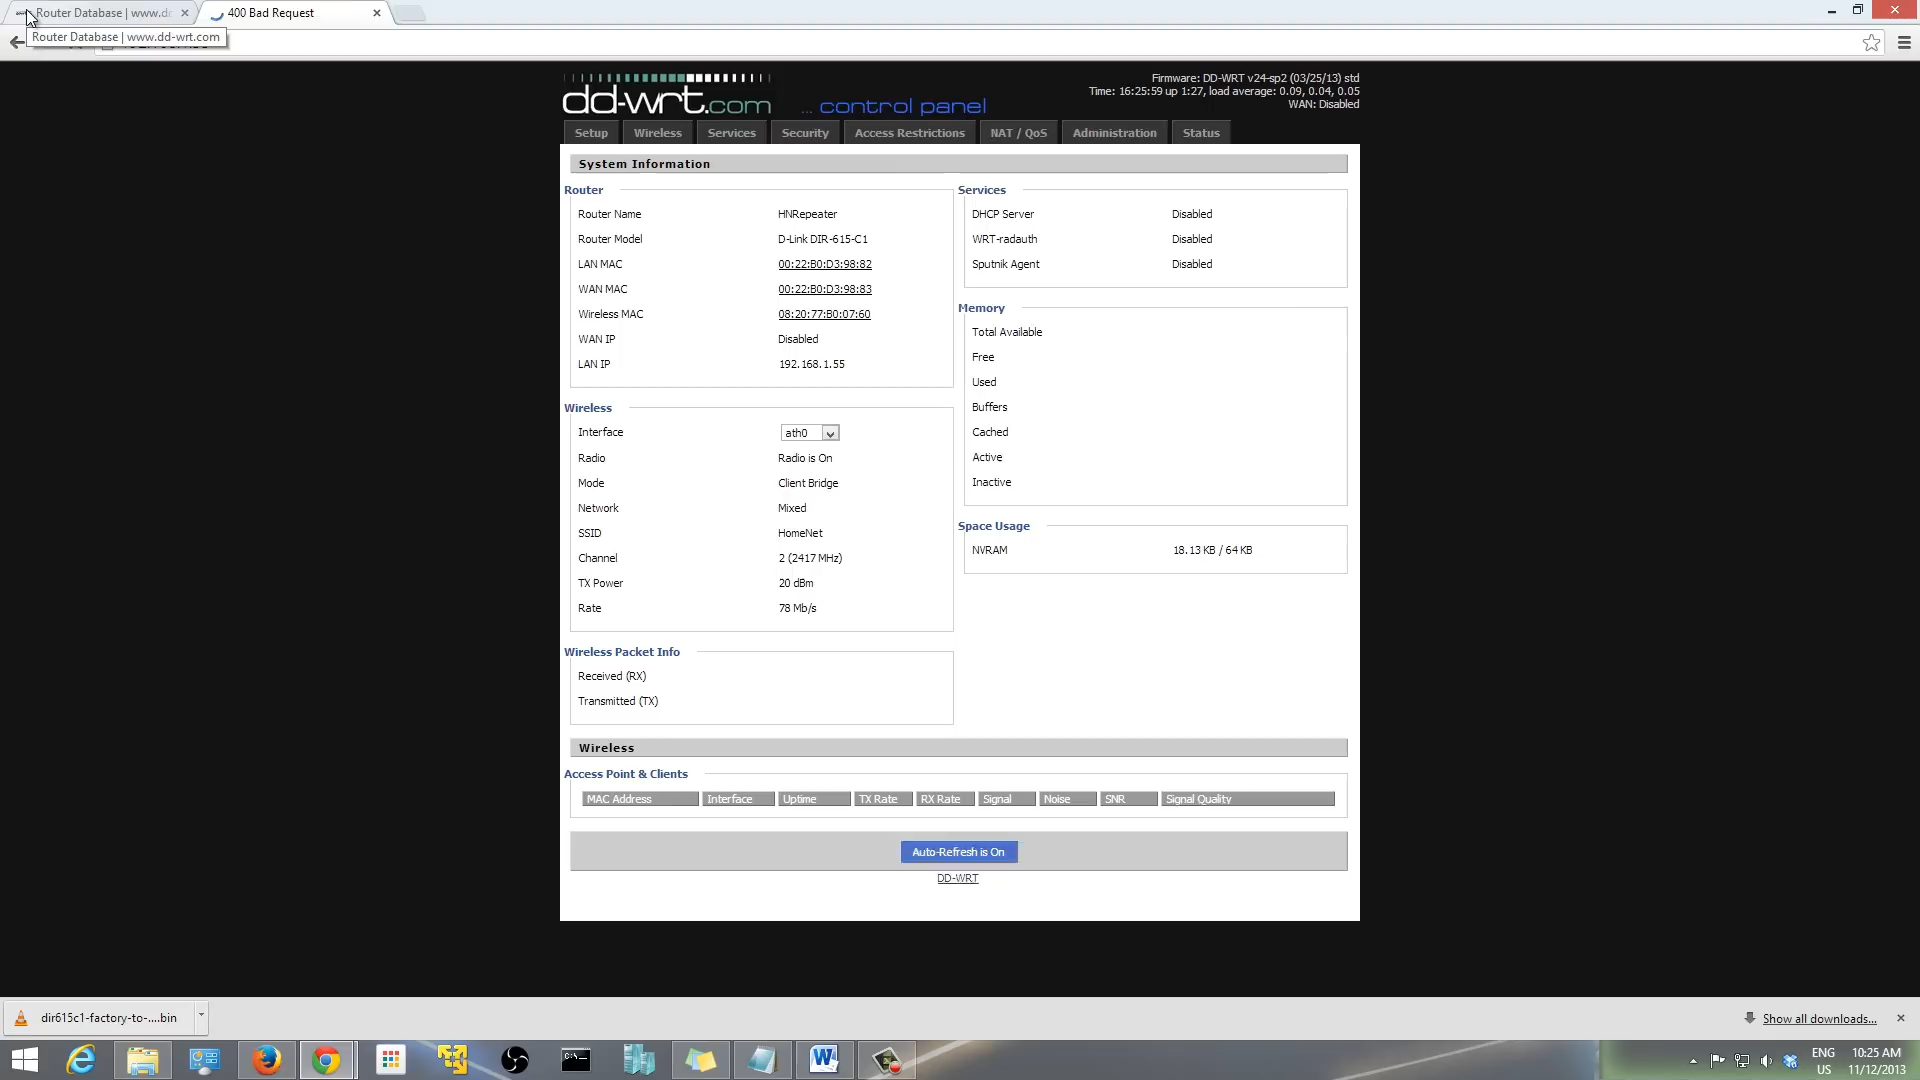 Router Database | www.dd
400 Bad Request
Router Database | www.dd-wrt.com
dd-wrt.com
... control panel
Firmware: DD-WRT v24-sp2 (03/25/13) std
Time: 16:25:59 up 1:27, load average: 0.09, 0.04, 0.05
WAN: Disabled
Setup Wireless Services Security Access Restrictions NAT / QoS Administration Status
System Information
Router
Router Name HNRepeater
Router Model D-Link DIR-615-C1
LAN MAC 00:22:B0:D3:98:82
WAN MAC 00:22:B0:D3:98:83
Wireless MAC 08:20:77:B0:07:60
WAN IP Disabled
LAN IP 192.168.1.55
Services
DHCP Server Disabled
WRT-radauth Disabled
Sputnik Agent Disabled
Memory
Total Available
Free
Used
Buffers
Cached
Active
Inactive
Space Usage
NVRAM 18.13 KB / 64 KB
Wireless
Interface ath0
Radio Radio is On
Mode Client Bridge
Network Mixed
SSID HomeNet
Channel 2 (2417 MHz)
TX Power 20 dBm
Rate 78 Mb/s
Wireless Packet Info
Received (RX)
Transmitted (TX)
Wireless
Access Point & Clients
MAC Address Interface Uptime TX Rate RX Rate Signal Noise SNR Signal Quality
Auto-Refresh is On
DD-WRT
dir615c1-factory-to-....bin
Show all downloads...
ENG
US
10:25 AM
11/12/2013